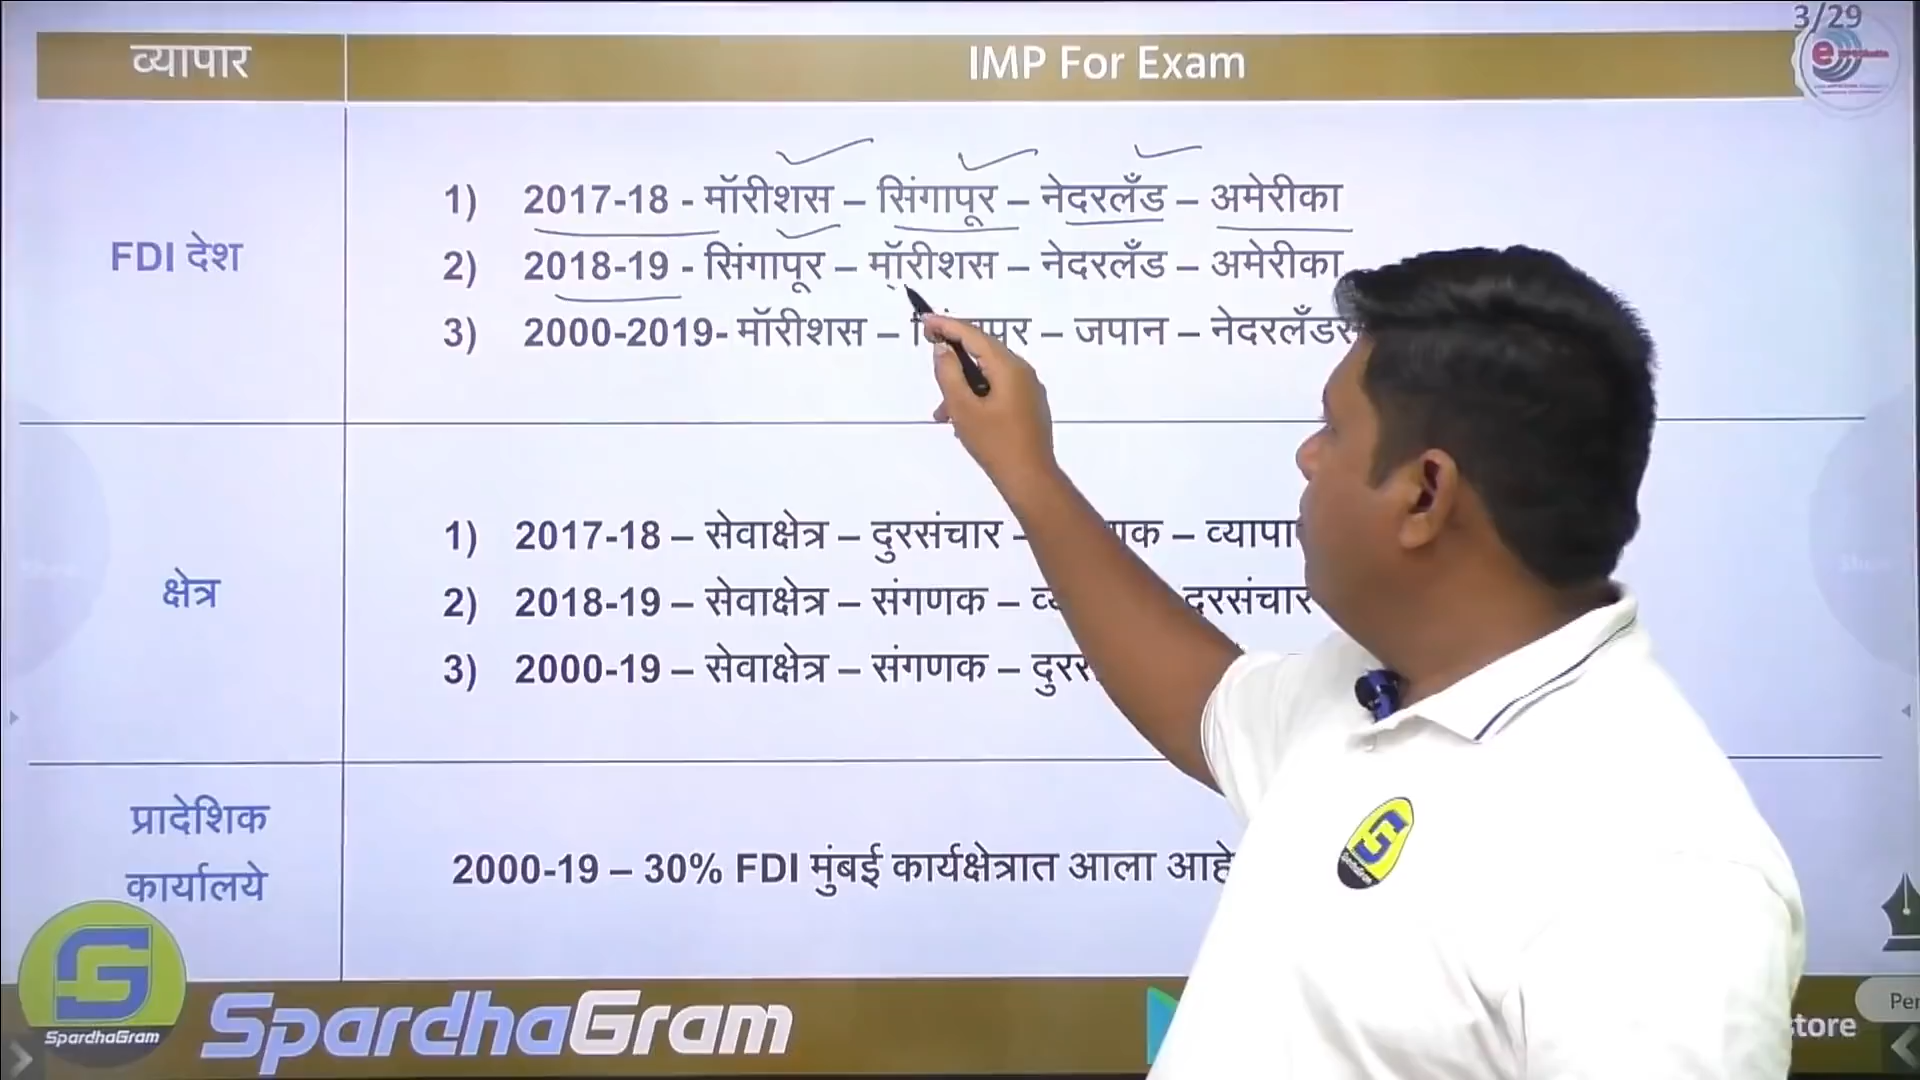 3/29
व्यापार
IMP For Exam
FDI देश
1) 2017-18 - मॉरीशस – सिंगापूर – नेदरलँड – अमेरीका
2) 2018-19 - सिंगापूर – मॉरीशस – नेदरलँड – अमेरीका
3) 2000-2019- मॉरीशस – – जपान – नेदरलँडस
क्षेत्र
1) 2017-18 – सेवाक्षेत्र – दुरसंचार – – व्यापा
2) 2018-19 – सेवाक्षेत्र – संगणक – दुरसंचार
3) 2000-19 – सेवाक्षेत्र – संगणक –
प्रादेशिक
कार्यालये
2000-19 – 30% FDI मुंबई कार्यक्षेत्रात आला आहे
SpardhaGram
SpardhaGram
SpardhaGram